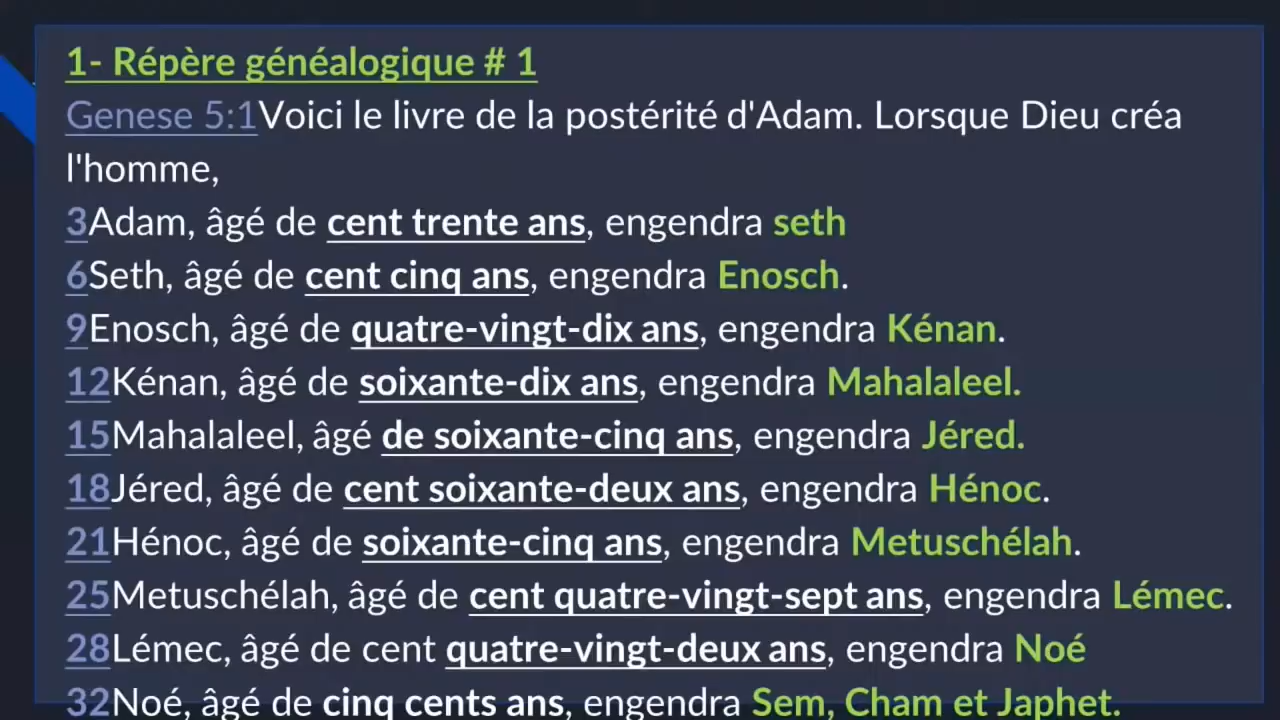 1- Répère généalogique # 1
Genese 5:1Voici le livre de la postérité d'Adam. Lorsque Dieu créa
l'homme,
3Adam, âgé de cent trente ans, engendra seth
6Seth, âgé de cent cinq ans, engendra Enosch.
9Enosch, âgé de quatre-vingt-dix ans, engendra Kénan.
12Kénan, âgé de soixante-dix ans, engendra Mahalaleel.
15Mahalaleel, âgé de soixante-cinq ans, engendra Jéred.
18Jéred, âgé de cent soixante-deux ans, engendra Hénoc.
21Hénoc, âgé de soixante-cinq ans, engendra Metuschélah.
25Metuschélah, âgé de cent quatre-vingt-sept ans, engendra Lémec.
28Lémec, âgé de cent quatre-vingt-deux ans, engendra Noé
32Noé, âgé de cinq cents ans, engendra Sem, Cham et Japhet.